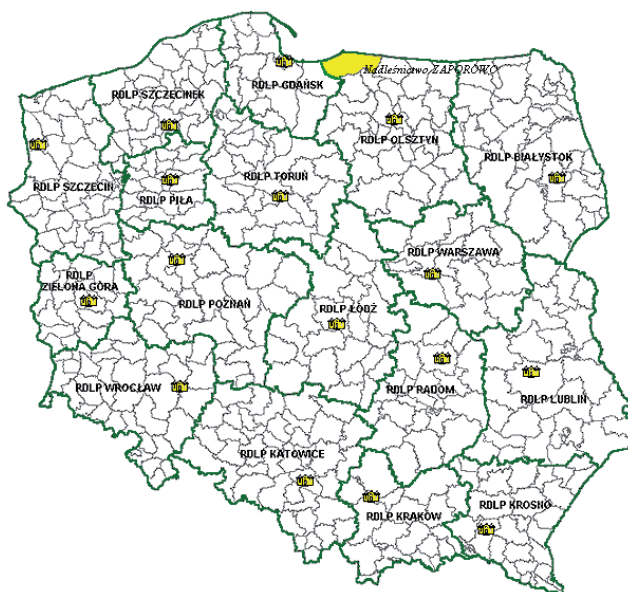 Nadleśnictwo ZAPOROWO
RDLP GDAŃSK
RDLP SZCZECINEK
RDLP OLSZTYN
RDLP BIAŁYSTOK
RDLP TORUŃ
RDLP SZCZECIN
RDLP PIŁA
RDLP WARSZAWA
RDLP
ZIELONA GÓRA
RDLP POZNAŃ
RDLP ŁÓDŹ
RDLP WROCŁAW
RDLP RADOM
RDLP LUBLIN
RDLP KATOWICE
RDLP KROSNO
RDLP KRAKÓW